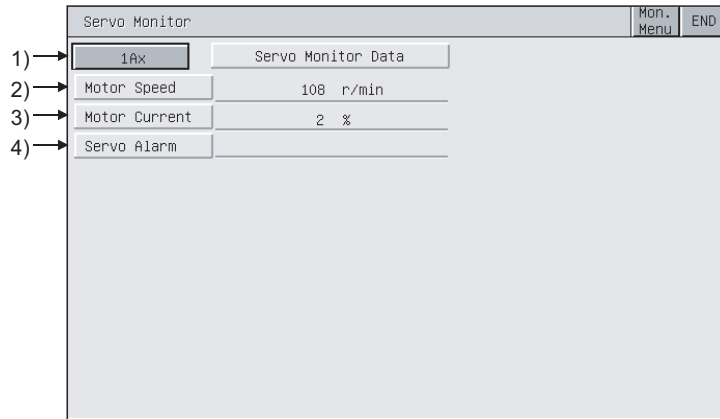 Servo Monitor Mon. Menu END
1) 1Ax Servo Monitor Data
2) Motor Speed 108 r/min
3) Motor Current 2 %
4) Servo Alarm